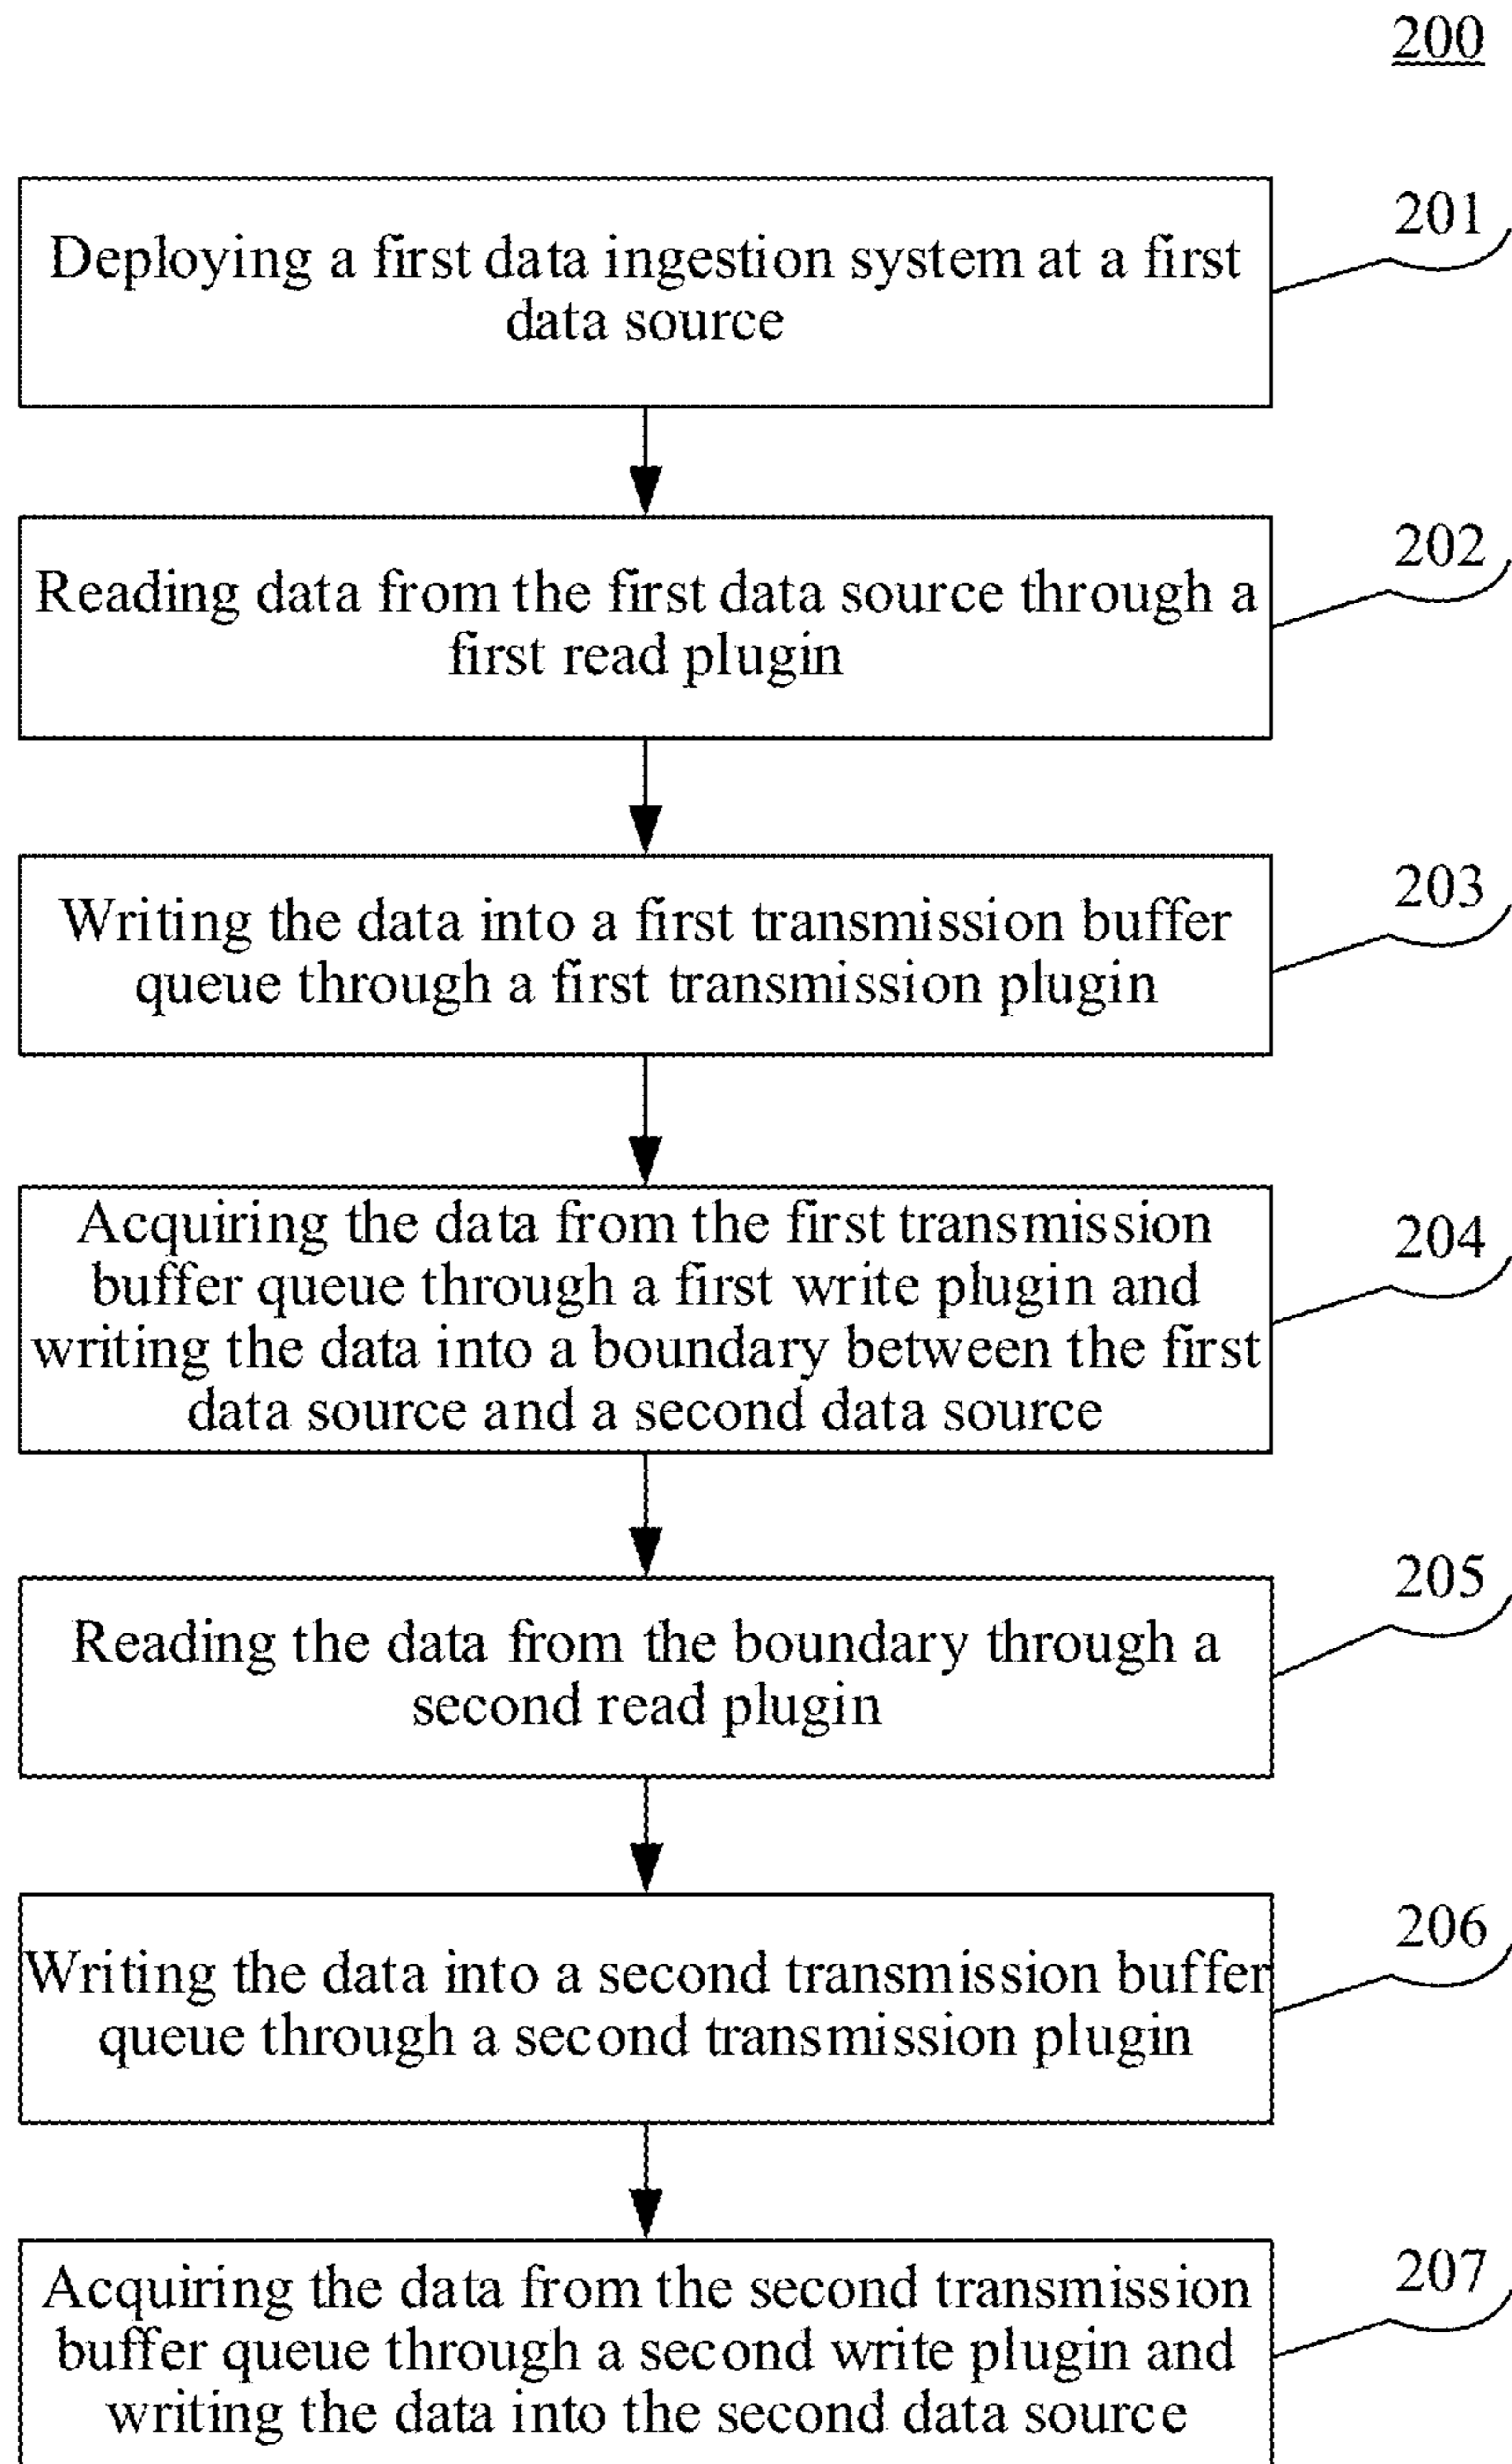 200
201
Deploying a first data ingestion system at a first
data source
202
Reading data from the first data source through a
first read plugin
203
Writing the data into a first transmission buffer
queue through a first transmission plugin
204
Acquiring the data from the first transmission
buffer queue through a first write plugin and
writing the data into a boundary between the first
data source and a second data source
205
Reading the data from the boundary through a
second read plugin
206
Writing the data into a second transmission buffer
queue through a second transmission plugin
207
Acquiring the data from the second transmission
buffer queue through a second write plugin and
writing the data into the second data source